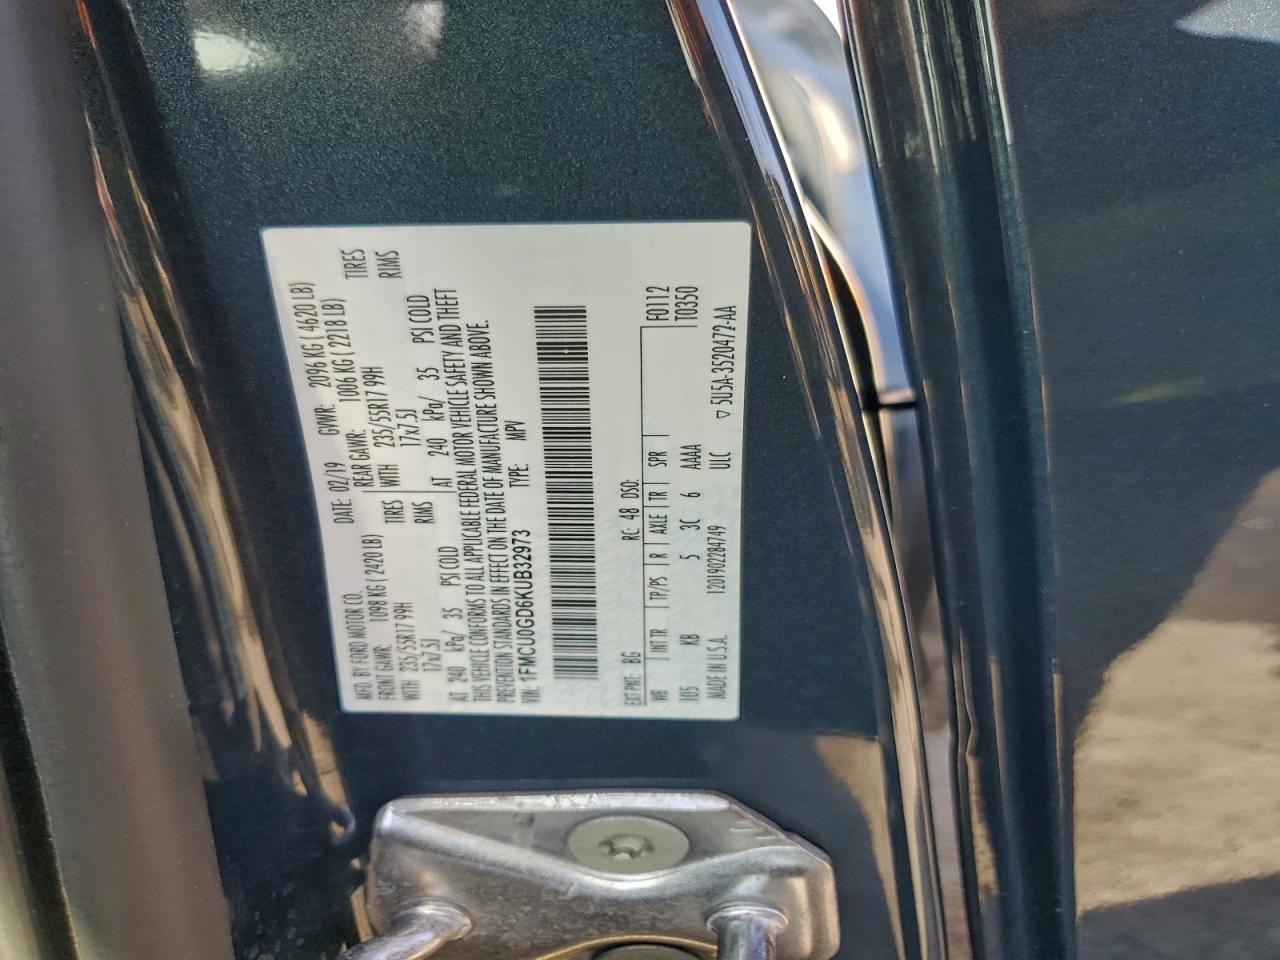 MFD. BY FORD MOTOR CO. DATE: 02/19 GVWR: 2096 KG ( 4620 LB)
FRONT GAWR: 1098 KG ( 2420 LB) REAR GAWR: 1006 KG ( 2218 LB)
WITH 235/55R17 99H TIRES WITH 235/55R17 99H TIRES
17x7.5J RIMS 17x7.5J RIMS
AT 240 kPa/ 35 PSI COLD AT 240 kPa/ 35 PSI COLD
THIS VEHICLE CONFORMS TO ALL APPLICABLE FEDERAL MOTOR VEHICLE SAFETY AND THEFT
PREVENTION STANDARDS IN EFFECT ON THE DATE OF MANUFACTURE SHOWN ABOVE.
VIN: 1FMCU0GD6KUB32973 TYPE: MPV
EXT PNT: BG RC: 48 DSO: F0112
WB INT TR TP/PS R AXLE TR SPR T0350
105 KB 5 3C 6 AAAA
MADE IN U.S.A. 1201902284749 ULC ▽ 5U5A-3520472-AA